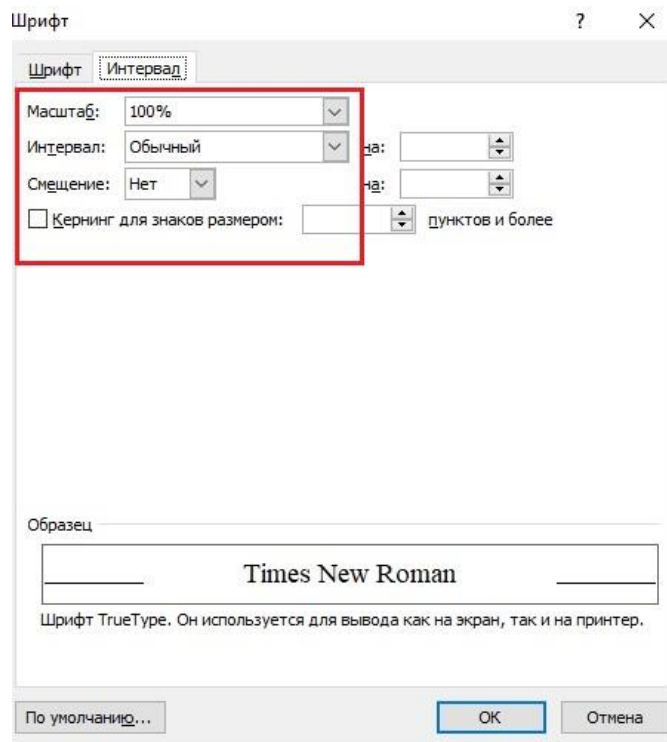 Шрифт ? X
Шрифт Интервал
Масштаб: 100%
Интервал: Обычный на:
Смещение: Нет на:
Кернинг для знаков размером: пунктов и более
Образец
Times New Roman
Шрифт TrueType. Он используется для вывода как на экран, так и на принтер.
По умолчанию... ОК Отмена